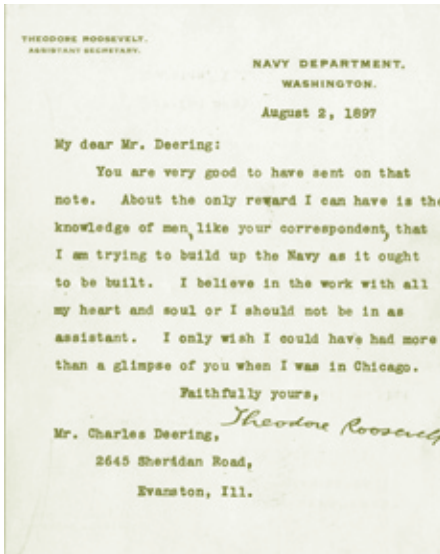 THEODORE ROOSEVELT.
ASSISTANT SECRETARY.
NAVY DEPARTMENT,
WASHINGTON.
August 2, 1897
My dear Mr. Deering:
You are very good to have sent on that
note. About the only reward I can have is the
knowledge of men, like your correspondent, that
I am trying to build up the Navy as it ought
to be built. I believe in the work with all
my heart and soul or I should not be in as
assistant. I only wish I could have had more
than a glimpse of you when I was in Chicago.
Faithfully yours,
Theodore Roosevelt
Mr. Charles Deering,
2645 Sheridan Road,
Evanston, Ill.